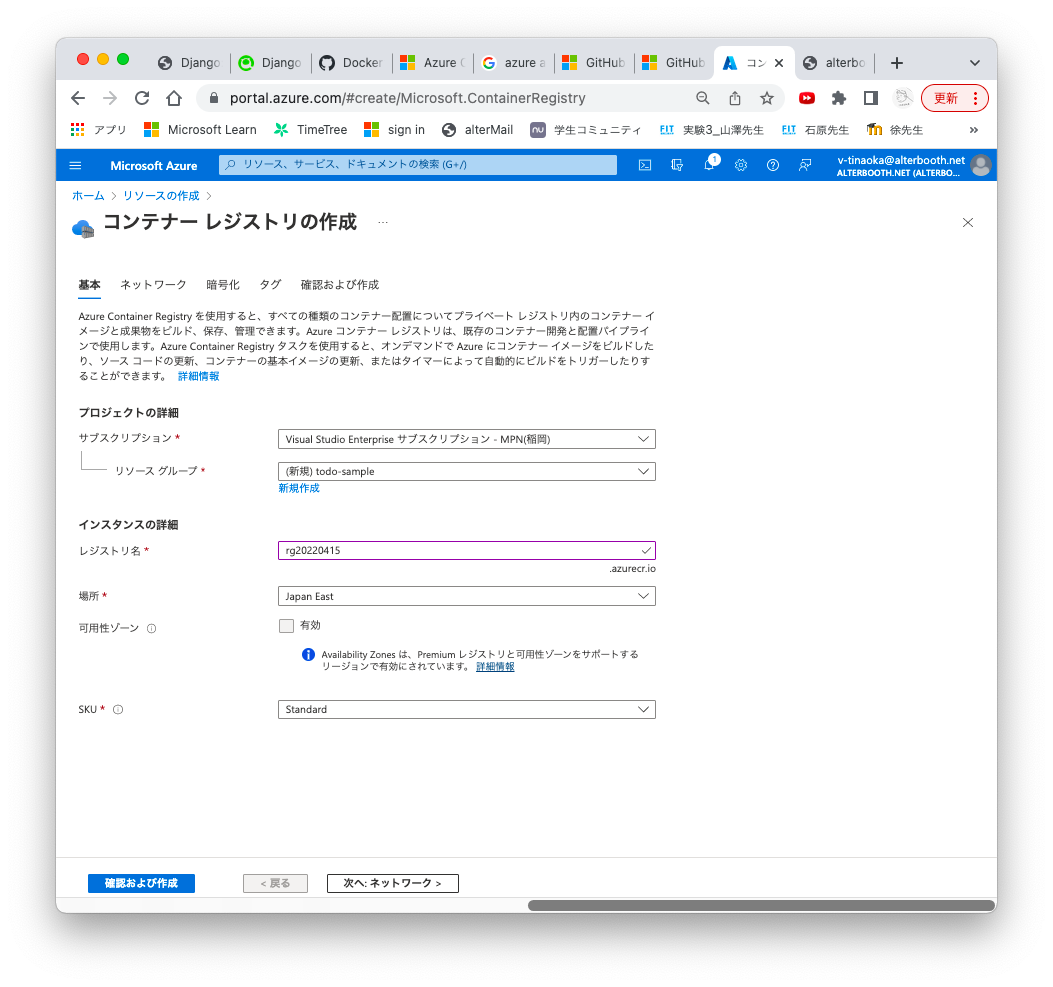 Django
Django
Docker
Azure
azure a
GitHub
GitHub
コン
alterbo
portal.azure.com/#create/Microsoft.ContainerRegistry
更新
アプリ
Microsoft Learn
TimeTree
sign in
alterMail
nu
学生コミュニティ
FIT
実験3_山澤先生
FIT
石原先生
徐先生
»
Microsoft Azure
リソース、サービス、ドキュメントの検索 (G+/)
1
v-tinaoka@alterbooth.net
ALTERBOOTH.NET (ALTERBO...
ホーム > リソースの作成 >
コンテナー レジストリの作成 ...
基本 ネットワーク 暗号化 タグ 確認および作成
Azure Container Registry を使用すると、すべての種類のコンテナー配置についてプライベート レジストリ内のコンテナー イ
メージと成果物をビルド、保存、管理できます。Azure コンテナー レジストリは、既存のコンテナー開発と配置パイプライ
ンで使用します。Azure Container Registry タスクを使用すると、オンデマンドで Azure にコンテナー イメージをビルドした
り、ソース コードの更新、コンテナーの基本イメージの更新、またはタイマーによって自動的にビルドをトリガーしたりす
ることができます。 詳細情報
プロジェクトの詳細
サブスクリプション *
Visual Studio Enterprise サブスクリプション - MPN(稲岡)
リソース グループ *
(新規) todo-sample
新規作成
インスタンスの詳細
レジストリ名 *
rg20220415
.azurecr.io
場所 *
Japan East
可用性ゾーン
有効
Availability Zones は、Premium レジストリと可用性ゾーンをサポートする
リージョンで有効にされています。 詳細情報
SKU *
Standard
確認および作成
< 戻る
次へ: ネットワーク >